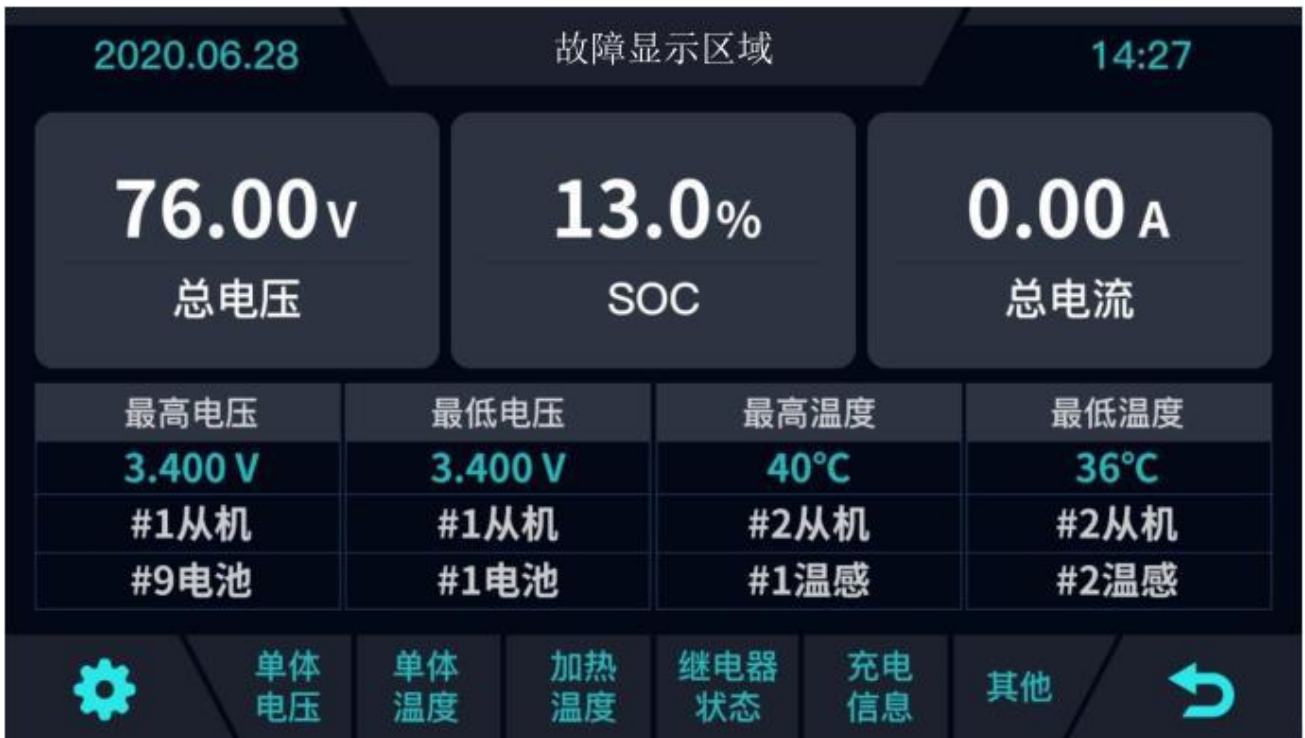 2020.06.28 故障显示区域 14:27
76.00 V 13.0% 0.00 A
总电压 SOC 总电流
最高电压 最低电压 最高温度 最低温度
3.400 V 3.400 V 40℃ 36℃
#1从机 #1从机 #2从机 #2从机
#9电池 #1电池 #1温感 #2温感
单体 单体 加热 继电器 充电 其他
电压 温度 温度 状态 信息